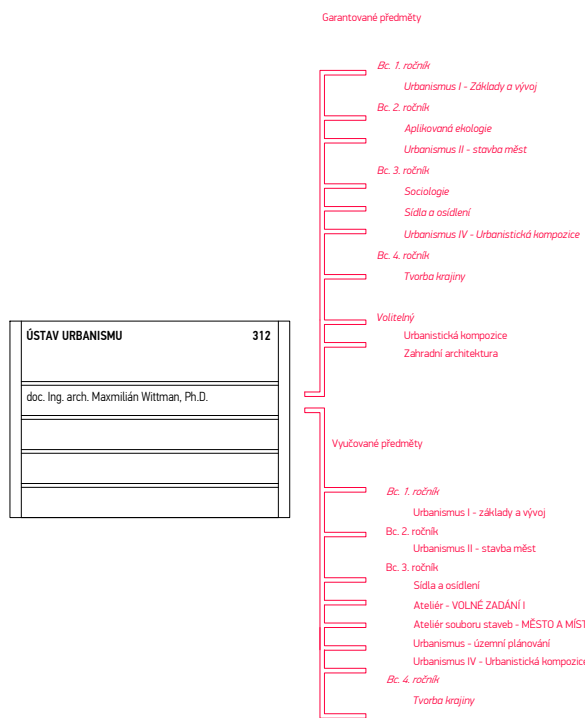 Garantované předměty
Bc. 1. ročník
Urbanismus I - Základy a vývoj
Bc. 2. ročník
Aplikovaná ekologie
Urbanismus II - stavba měst
Bc. 3. ročník
Sociologie
Sídla a osídlení
Urbanismus IV - Urbanistická kompozice
Bc. 4. ročník
Tvorba krajiny
Volitelný
Urbanistická kompozice
Zahradní architektura
ÚSTAV URBANISMU 312
doc. Ing. arch. Maxmilián Wittman, Ph.D.
Vyučované předměty
Bc. 1. ročník
Urbanismus I - základy a vývoj
Bc. 2. ročník
Urbanismus II - stavba měst
Bc. 3. ročník
Sídla a osídlení
Ateliér - VOLNÉ ZADÁNÍ I
Ateliér souboru staveb - MĚSTO A MÍST
Urbanismus - územní plánování
Urbanismus IV - Urbanistická kompozice
Bc. 4. ročník
Tvorba krajiny